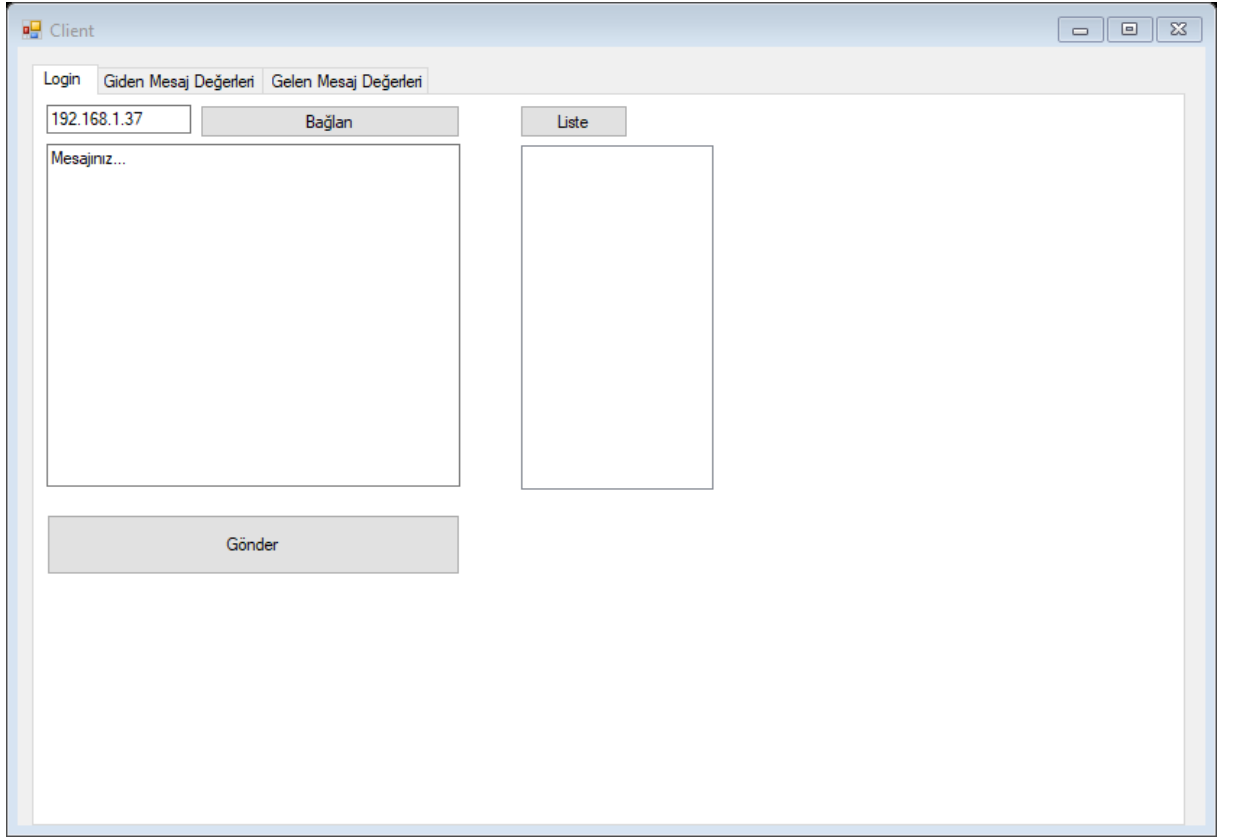 Client
Login Giden Mesaj Değerleri Gelen Mesaj Değerleri
192.168.1.37 Bağlan Liste
Mesajınız...
Gönder